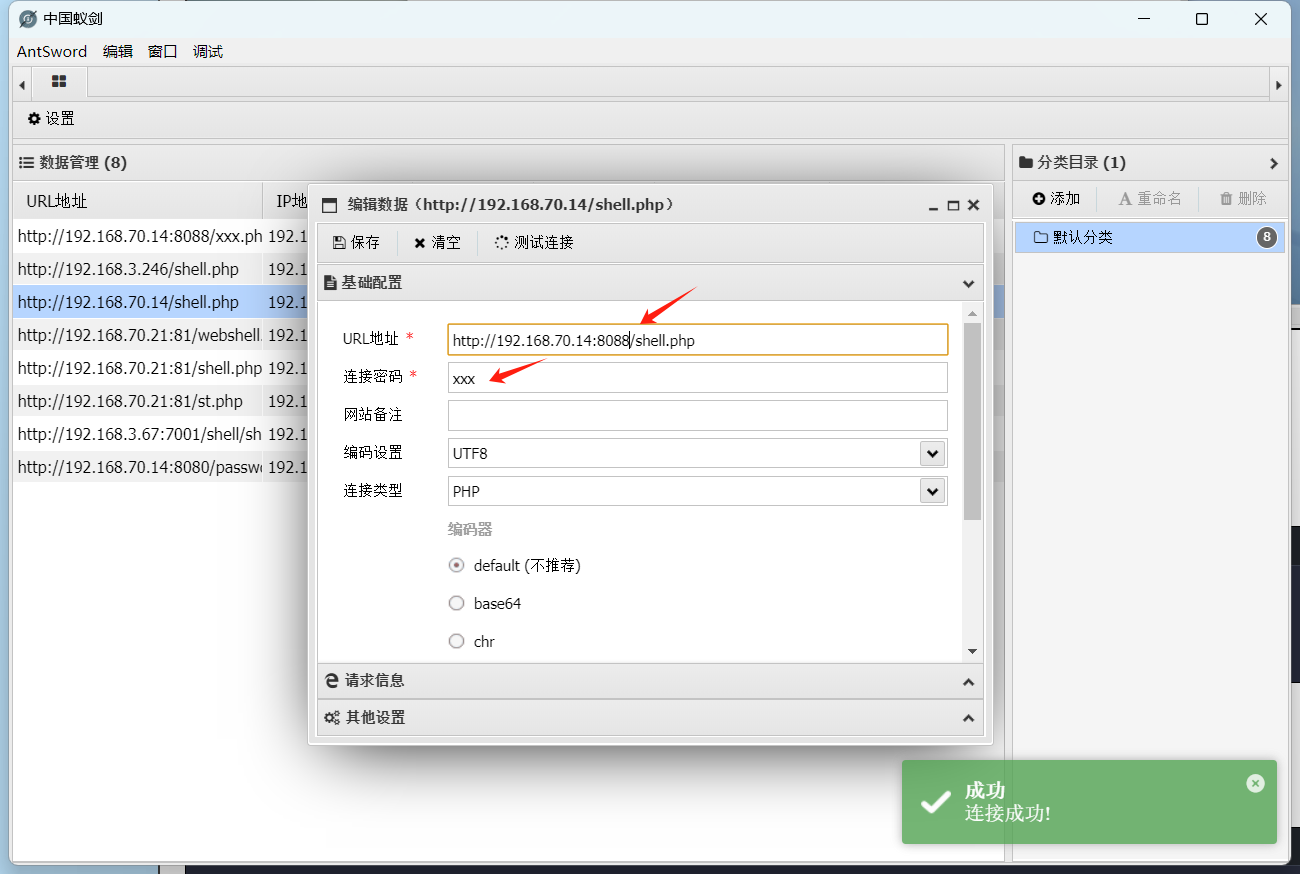 中国蚁剑
AntSword 编辑 窗口 调试
设置
数据管理 (8)
URL地址 IP地
http://192.168.70.14:8088/xxx.ph 192.1
http://192.168.3.246/shell.php 192.1
http://192.168.70.14/shell.php 192.1
http://192.168.70.21:81/webshell. 192.1
http://192.168.70.21:81/shell.php 192.1
http://192.168.70.21:81/st.php 192.1
http://192.168.3.67:7001/shell/sh 192.1
http://192.168.70.14:8080/passw 192.1
编辑数据（http://192.168.70.14/shell.php）
保存 清空 测试连接
基础配置
URL地址 * http://192.168.70.14:8088/shell.php
连接密码 * xxx
网站备注
编码设置 UTF8
连接类型 PHP
编码器
default (不推荐)
base64
chr
请求信息
其他设置
分类目录 (1)
添加 重命名 删除
默认分类 8
成功
连接成功!